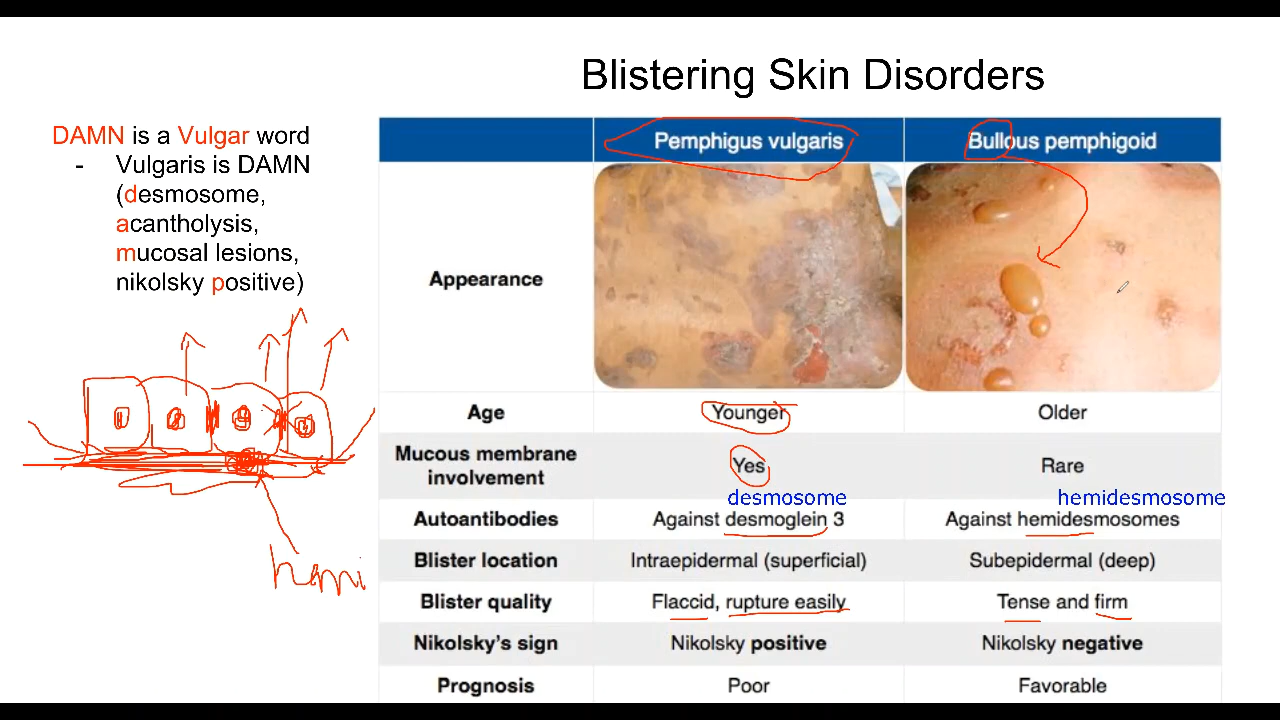 Blistering Skin Disorders
DAMN is a Vulgar word
- Vulgaris is DAMN
(desmosome,
acantholysis,
mucosal lesions,
nikolsky positive)
hemi
Pemphigus vulgaris Bullous pemphigoid
Appearance
Age Younger Older
Mucous membrane
involvement Yes Rare
desmosome hemidesmosome
Autoantibodies Against desmoglein 3 Against hemidesmosomes
Blister location Intraepidermal (superficial) Subepidermal (deep)
Blister quality Flaccid, rupture easily Tense and firm
Nikolsky's sign Nikolsky positive Nikolsky negative
Prognosis Poor Favorable